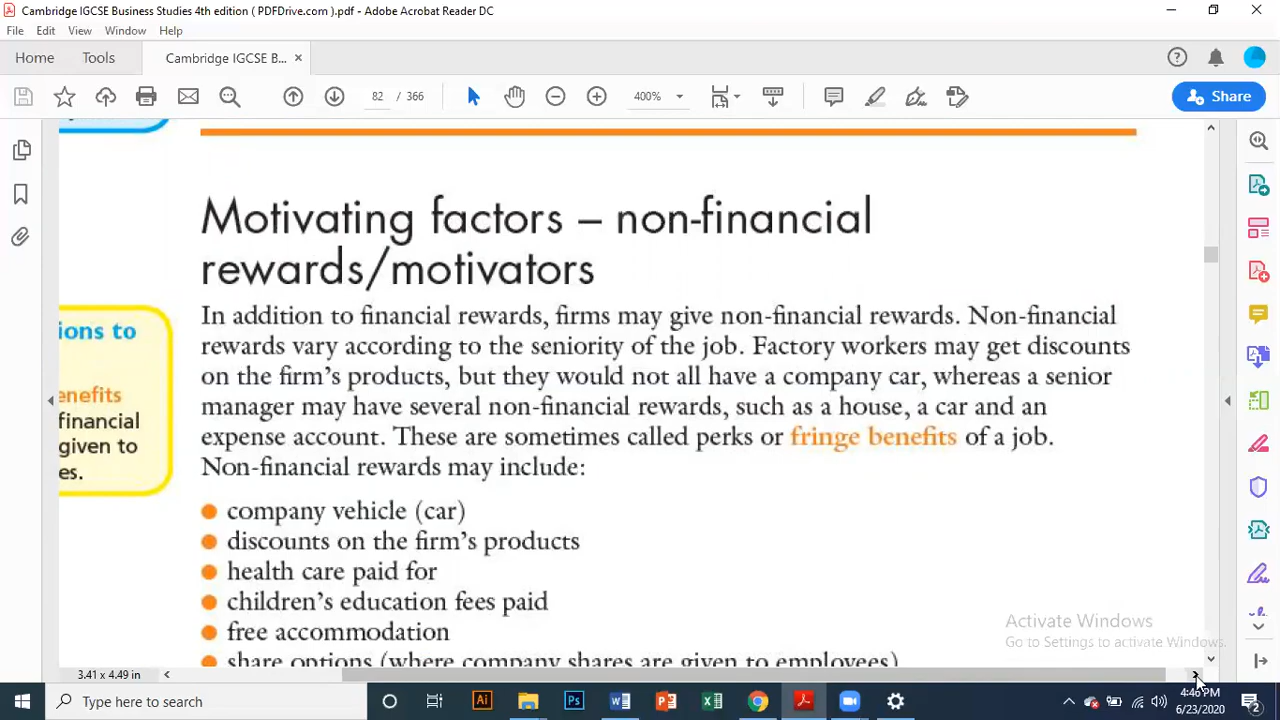 Cambridge IGCSE Business Studies 4th edition ( PDFDrive.com ).pdf - Adobe Acrobat Reader DC
File Edit View Window Help
Home Tools Cambridge IGCSE B... ×
82 / 366 400% Share
Motivating factors – non-financial
rewards/motivators
In addition to financial rewards, firms may give non-financial rewards. Non-financial
rewards vary according to the seniority of the job. Factory workers may get discounts
on the firm's products, but they would not all have a company car, whereas a senior
manager may have several non-financial rewards, such as a house, a car and an
expense account. These are sometimes called perks or fringe benefits of a job.
Non-financial rewards may include:
company vehicle (car)
discounts on the firm's products
health care paid for
children's education fees paid
free accommodation
share options (where company shares are given to employees)
ions to
enefits
financial
given to
es.
Activate Windows
Go to Settings to activate Windows.
3.41 x 4.49 in
Type here to search
4:46 PM
6/23/2020
2